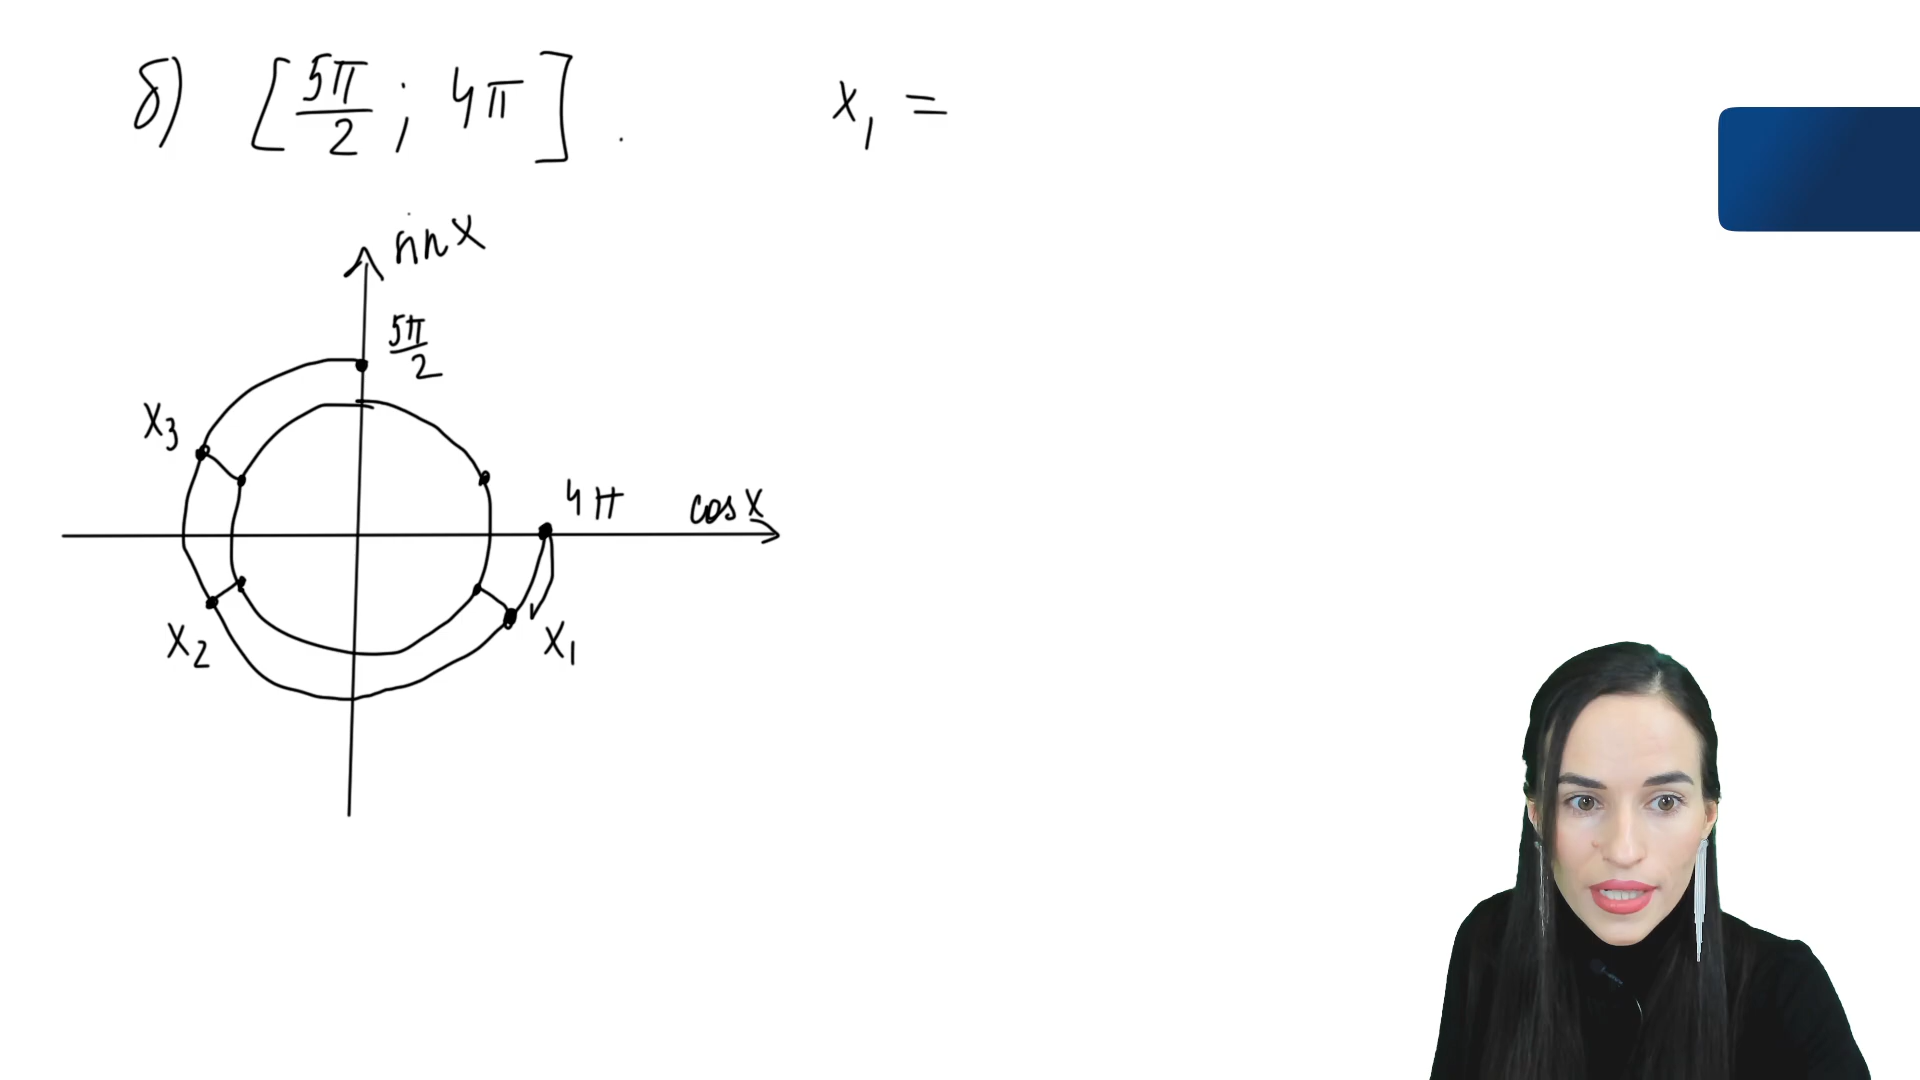 б) [5π/2; 4π].
x₁ =
sin x
5π/2
x₃
4π
cos x
x₂
x₁